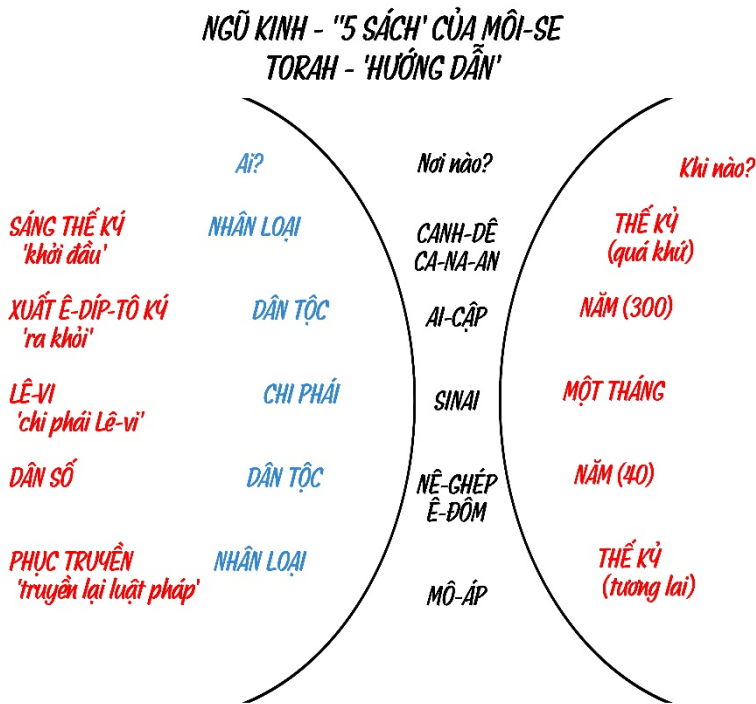 NGŨ KINH - "5 SÁCH' CỦA MÔI-SE
TORAH - 'HƯỚNG DẪN'
Ai? Nơi nào? Khi nào?
SÁNG THẾ KÝ NHÂN LOẠI CANH-DÊ THẾ KỶ
'khởi đầu' CA-NA-AN (quá khứ)
XUẤT Ê-DÍP-TÔ KÝ DÂN TỘC AI-CẬP NĂM (300)
'ra khỏi'
LÊ-VI CHI PHÁI SINAI MỘT THÁNG
'chi phái Lê-vi'
DÂN SỐ DÂN TỘC NÊ-GHÉP NĂM (40)
Ê-ĐÔM
PHỤC TRUYỀN NHÂN LOẠI MÔ-ÁP THẾ KỶ
'truyền lại luật pháp' (tương lai)